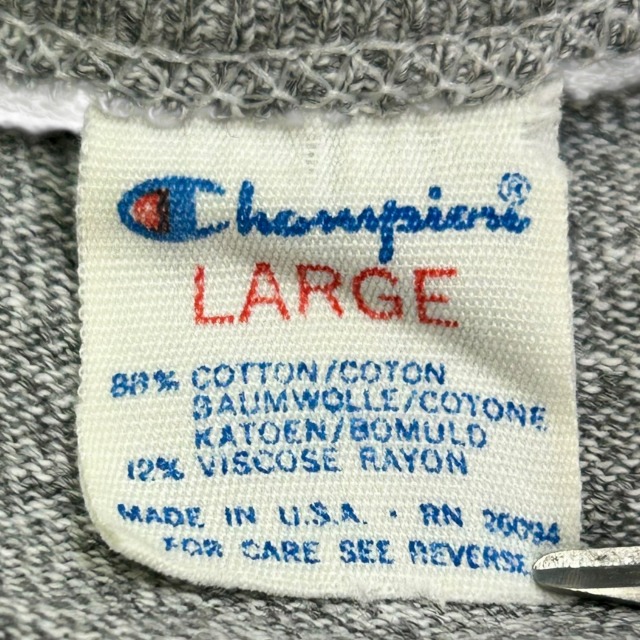 Champion®
LARGE
88% COTTON/COTON
BAUMWOLLE/COTONE
KATOEN/BOMULD
12% VISCOSE RAYON
MADE IN U.S.A. · RN 26094
FOR CARE SEE REVERSE